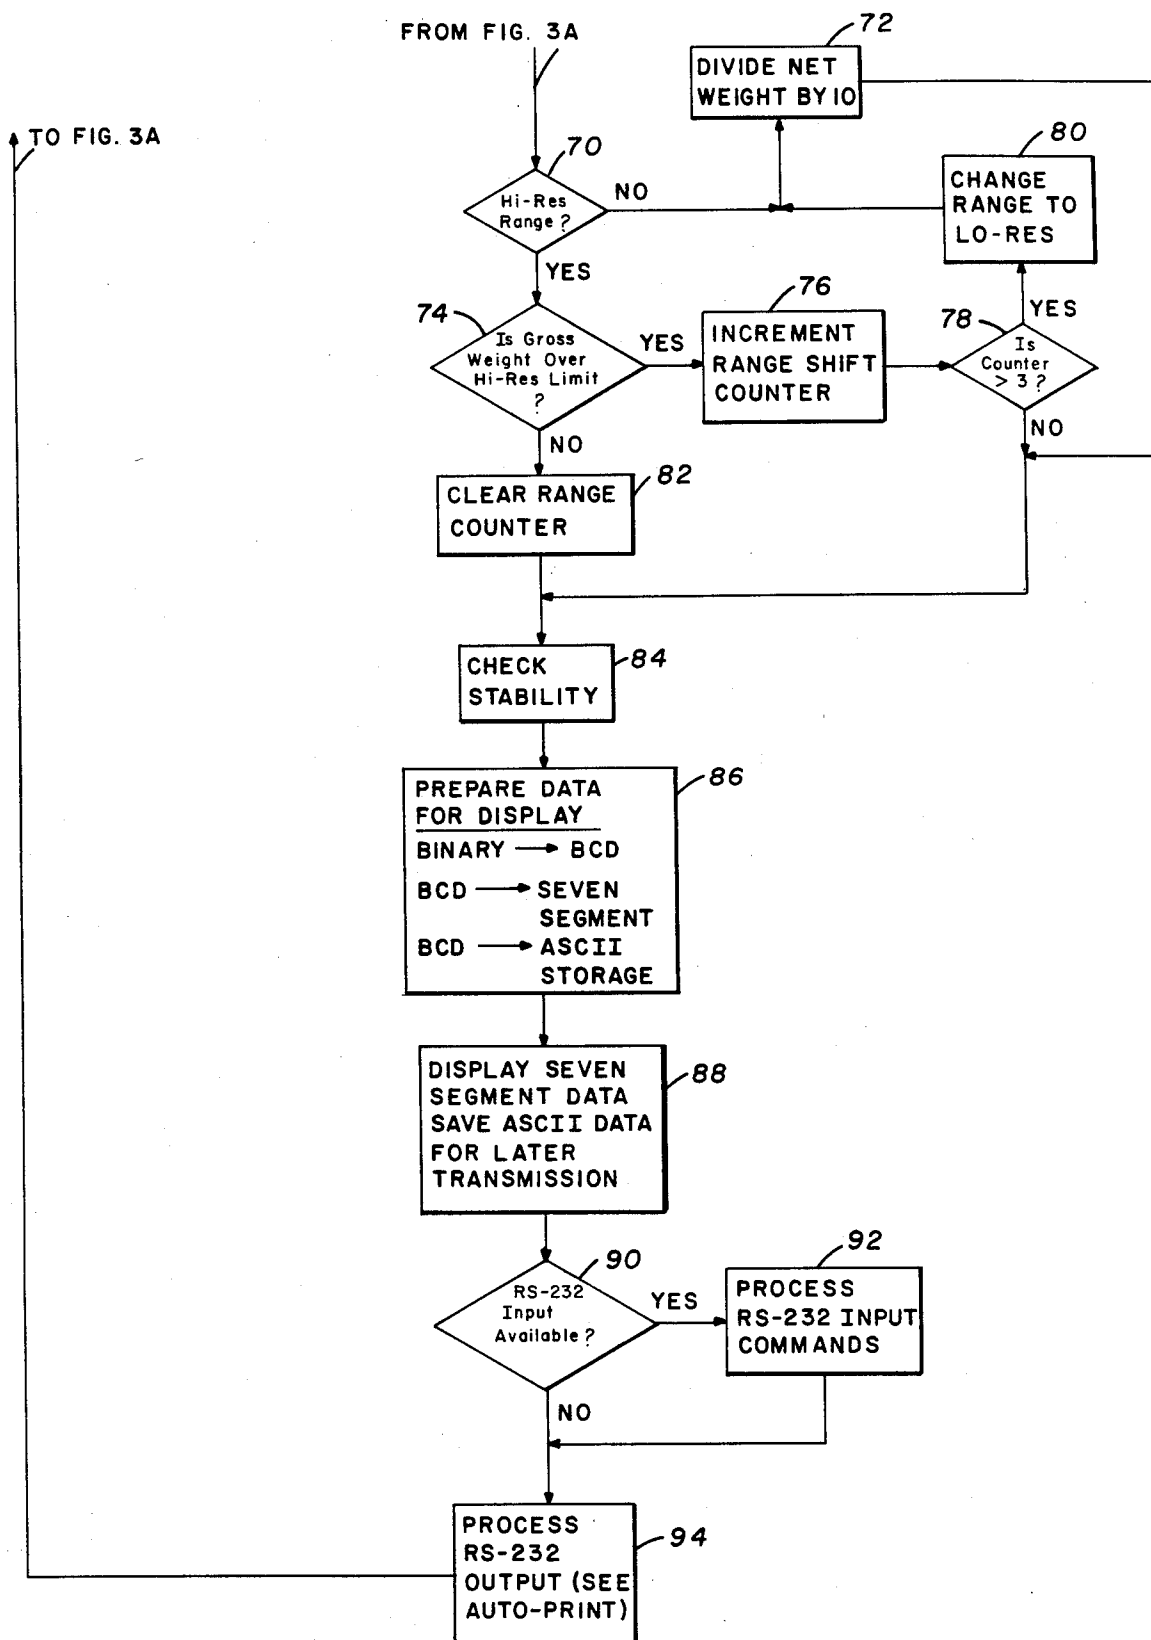 FROM FIG. 3A
72
DIVIDE NET
WEIGHT BY 10
TO FIG. 3A
70
Hi-Res
Range?
NO
YES
80
CHANGE
RANGE TO
LO-RES
74
Is Gross
Weight Over
Hi-Res Limit
?
YES
NO
76
INCREMENT
RANGE SHIFT
COUNTER
78
YES
Is
Counter
> 3?
NO
82
CLEAR RANGE
COUNTER
84
CHECK
STABILITY
86
PREPARE DATA
FOR DISPLAY
BINARY → BCD
BCD → SEVEN
SEGMENT
BCD → ASCII
STORAGE
88
DISPLAY SEVEN
SEGMENT DATA
SAVE ASCII DATA
FOR LATER
TRANSMISSION
90
RS-232
Input
Available?
YES
NO
92
PROCESS
RS-232 INPUT
COMMANDS
94
PROCESS
RS-232
OUTPUT (SEE
AUTO-PRINT)